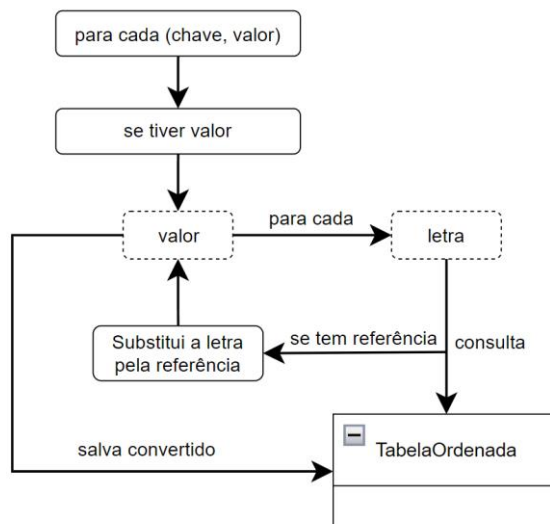 para cada (chave, valor)
se tiver valor
valor
para cada
letra
Substitui a letra
pela referência
se tem referência
consulta
salva convertido
TabelaOrdenada